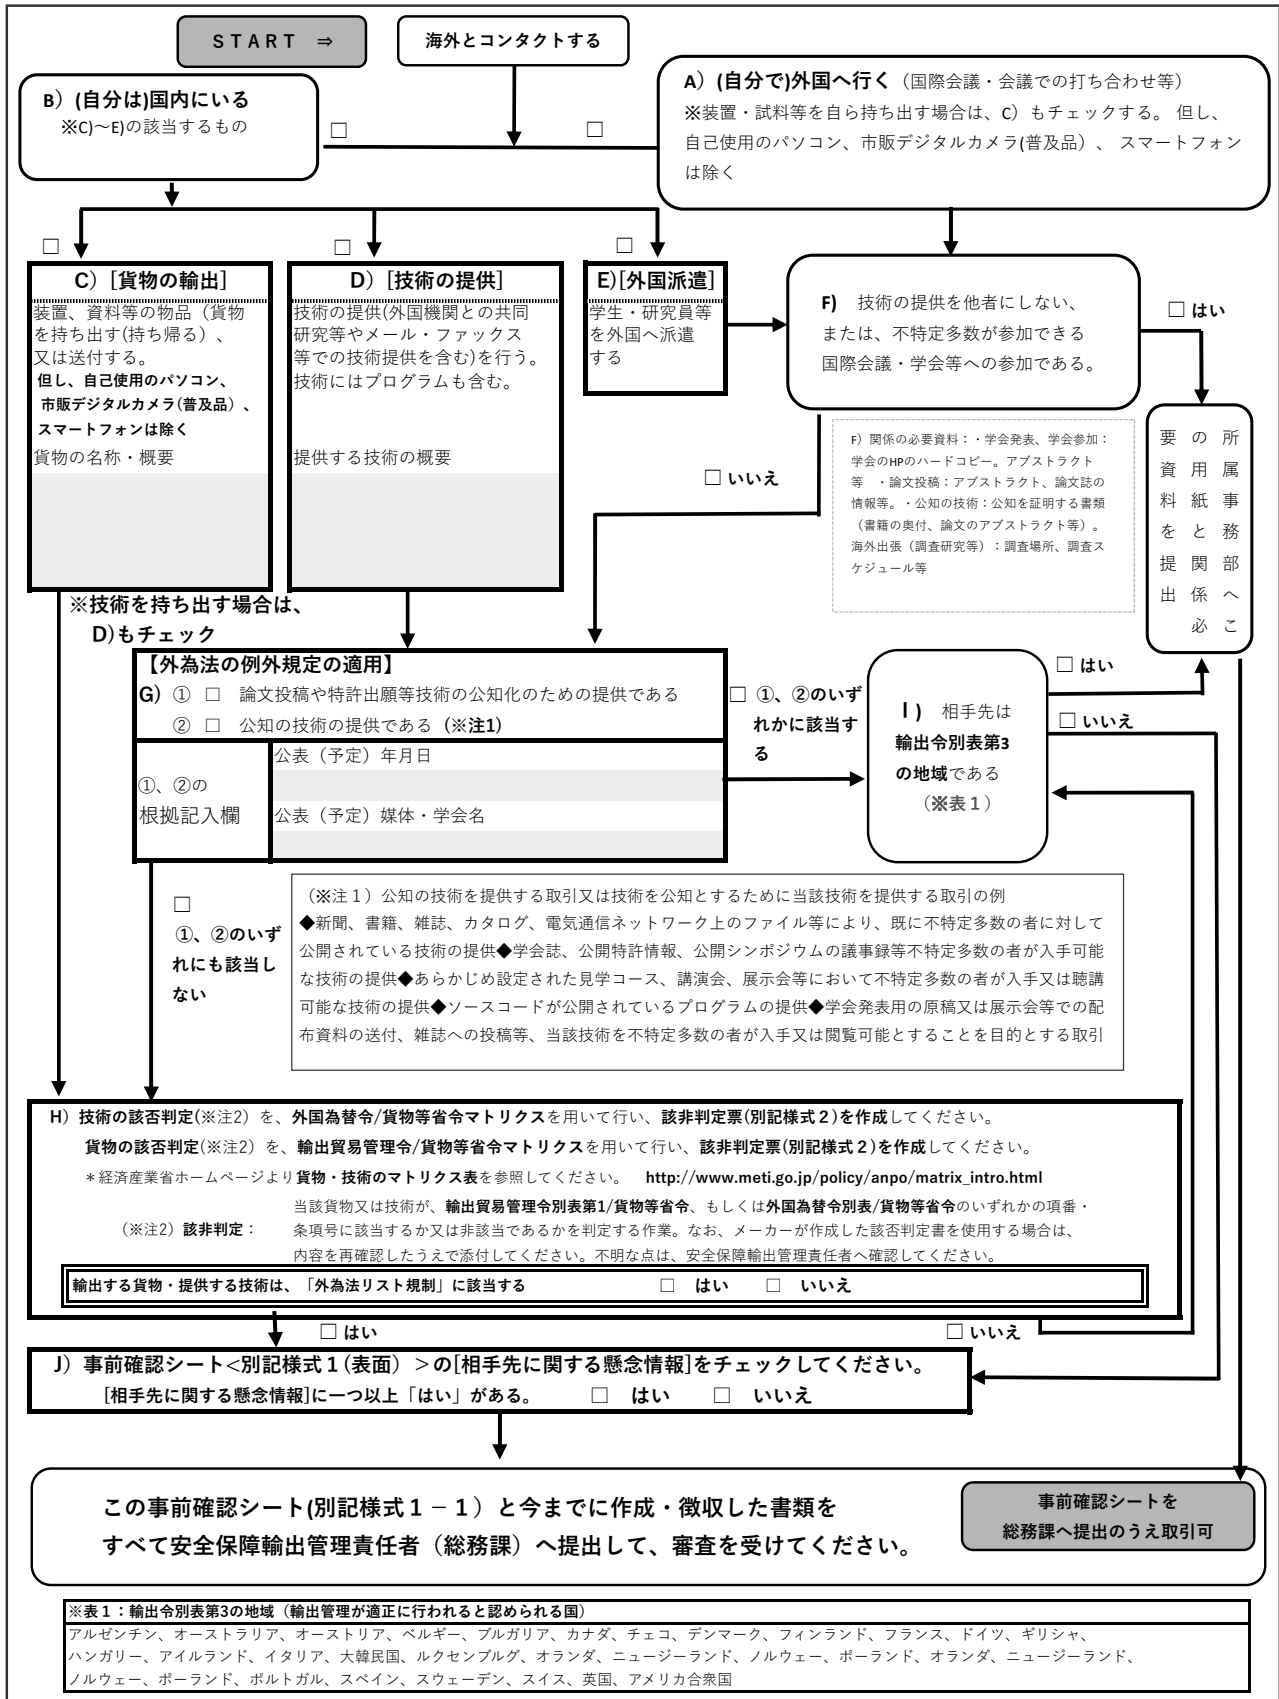 START ⇒
海外とコンタクトする
B）(自分は)国内にいる
※C)～E)の該当するもの
□
□
A）(自分で)外国へ行く（国際会議・会議での打ち合わせ等）
※装置・試料等を自ら持ち出す場合は、C）もチェックする。 但し、
自己使用のパソコン、市販デジタルカメラ(普及品）、 スマートフォン
は除く
□
□
□
C）[貨物の輸出]
装置、資料等の物品（貨物
を持ち出す(持ち帰る）、
又は送付する。
但し、自己使用のパソコン、
市販デジタルカメラ(普及品）、
スマートフォンは除く
貨物の名称・概要
D）[技術の提供]
技術の提供(外国機関との共同
研究等やメール・ファックス
等での技術提供を含む)を行う。
技術にはプログラムも含む。
提供する技術の概要
E)[外国派遣]
学生・研究員等
を外国へ派遣
する
F) 技術の提供を他者にしない、
または、不特定多数が参加できる
国際会議・学会等への参加である。
□ はい
□ いいえ
F）関係の必要資料：・学会発表、学会参加：
学会のHPのハードコピー。アブストラクト
等 ・論文投稿：アブストラクト、論文誌の
情報等。・公知の技術：公知を証明する書類
（書籍の奥付、論文のアブストラクト等）。
海外出張（調査研究等）：調査場所、調査ス
ケジュール等
所属事務部へこ
の用紙と関係必
要資料を提出
※技術を持ち出す場合は、
D)もチェック
【外為法の例外規定の適用】
G）① □ 論文投稿や特許出願等技術の公知化のための提供である
② □ 公知の技術の提供である（※注1）
①、②の
根拠記入欄
公表（予定）年月日
公表（予定）媒体・学会名
□ ①、②のいず
れかに該当す
る
I） 相手先は
輸出令別表第3
の地域である
（※表１）
□ はい
□ いいえ
□
①、②のいず
れにも該当し
ない
（※注１）公知の技術を提供する取引又は技術を公知とするために当該技術を提供する取引の例
◆新聞、書籍、雑誌、カタログ、電気通信ネットワーク上のファイル等により、既に不特定多数の者に対して
公開されている技術の提供◆学会誌、公開特許情報、公開シンポジウムの議事録等不特定多数の者が入手可能
な技術の提供◆あらかじめ設定された見学コース、講演会、展示会等において不特定多数の者が入手又は聴講
可能な技術の提供◆ソースコードが公開されているプログラムの提供◆学会発表用の原稿又は展示会等での配
布資料の送付、雑誌への投稿等、当該技術を不特定多数の者が入手又は閲覧可能とすることを目的とする取引
H）技術の該否判定(※注2）を、外国為替令/貨物等省令マトリクスを用いて行い、該非判定票(別記様式２)を作成してください。
貨物の該否判定(※注2）を、輸出貿易管理令/貨物等省令マトリクスを用いて行い、該非判定票(別記様式２)を作成してください。
＊経済産業省ホームページより貨物・技術のマトリクス表を参照してください。 http://www.meti.go.jp/policy/anpo/matrix_intro.html
（※注2）該非判定：
当該貨物又は技術が、輸出貿易管理令別表第1/貨物等省令、もしくは外国為替令別表/貨物等省令のいずれかの項番・
条項号に該当するか又は非該当であるかを判定する作業。なお、メーカーが作成した該否判定書を使用する場合は、
内容を再確認したうえで添付してください。不明な点は、安全保障輸出管理責任者へ確認してください。
輸出する貨物・提供する技術は、「外為法リスト規制」に該当する □ はい □ いいえ
□ はい
□ いいえ
J）事前確認シート<別記様式１(表面）>の[相手先に関する懸念情報]をチェックしてください。
[相手先に関する懸念情報]に一つ以上「はい」がある。 □ はい □ いいえ
この事前確認シート(別記様式１－１）と今までに作成・徴収した書類を
すべて安全保障輸出管理責任者（総務課）へ提出して、審査を受けてください。
事前確認シートを
総務課へ提出のうえ取引可
※表１：輸出令別表第3の地域（輸出管理が適正に行われると認められる国）
アルゼンチン、オーストラリア、オーストリア、ベルギー、ブルガリア、カナダ、チェコ、デンマーク、フィンランド、フランス、ドイツ、ギリシャ、
ハンガリー、アイルランド、イタリア、大韓民国、ルクセンブルグ、オランダ、ニュージーランド、ノルウェー、ポーランド、オランダ、ニュージーランド、
ノルウェー、ポーランド、ポルトガル、スペイン、スウェーデン、スイス、英国、アメリカ合衆国